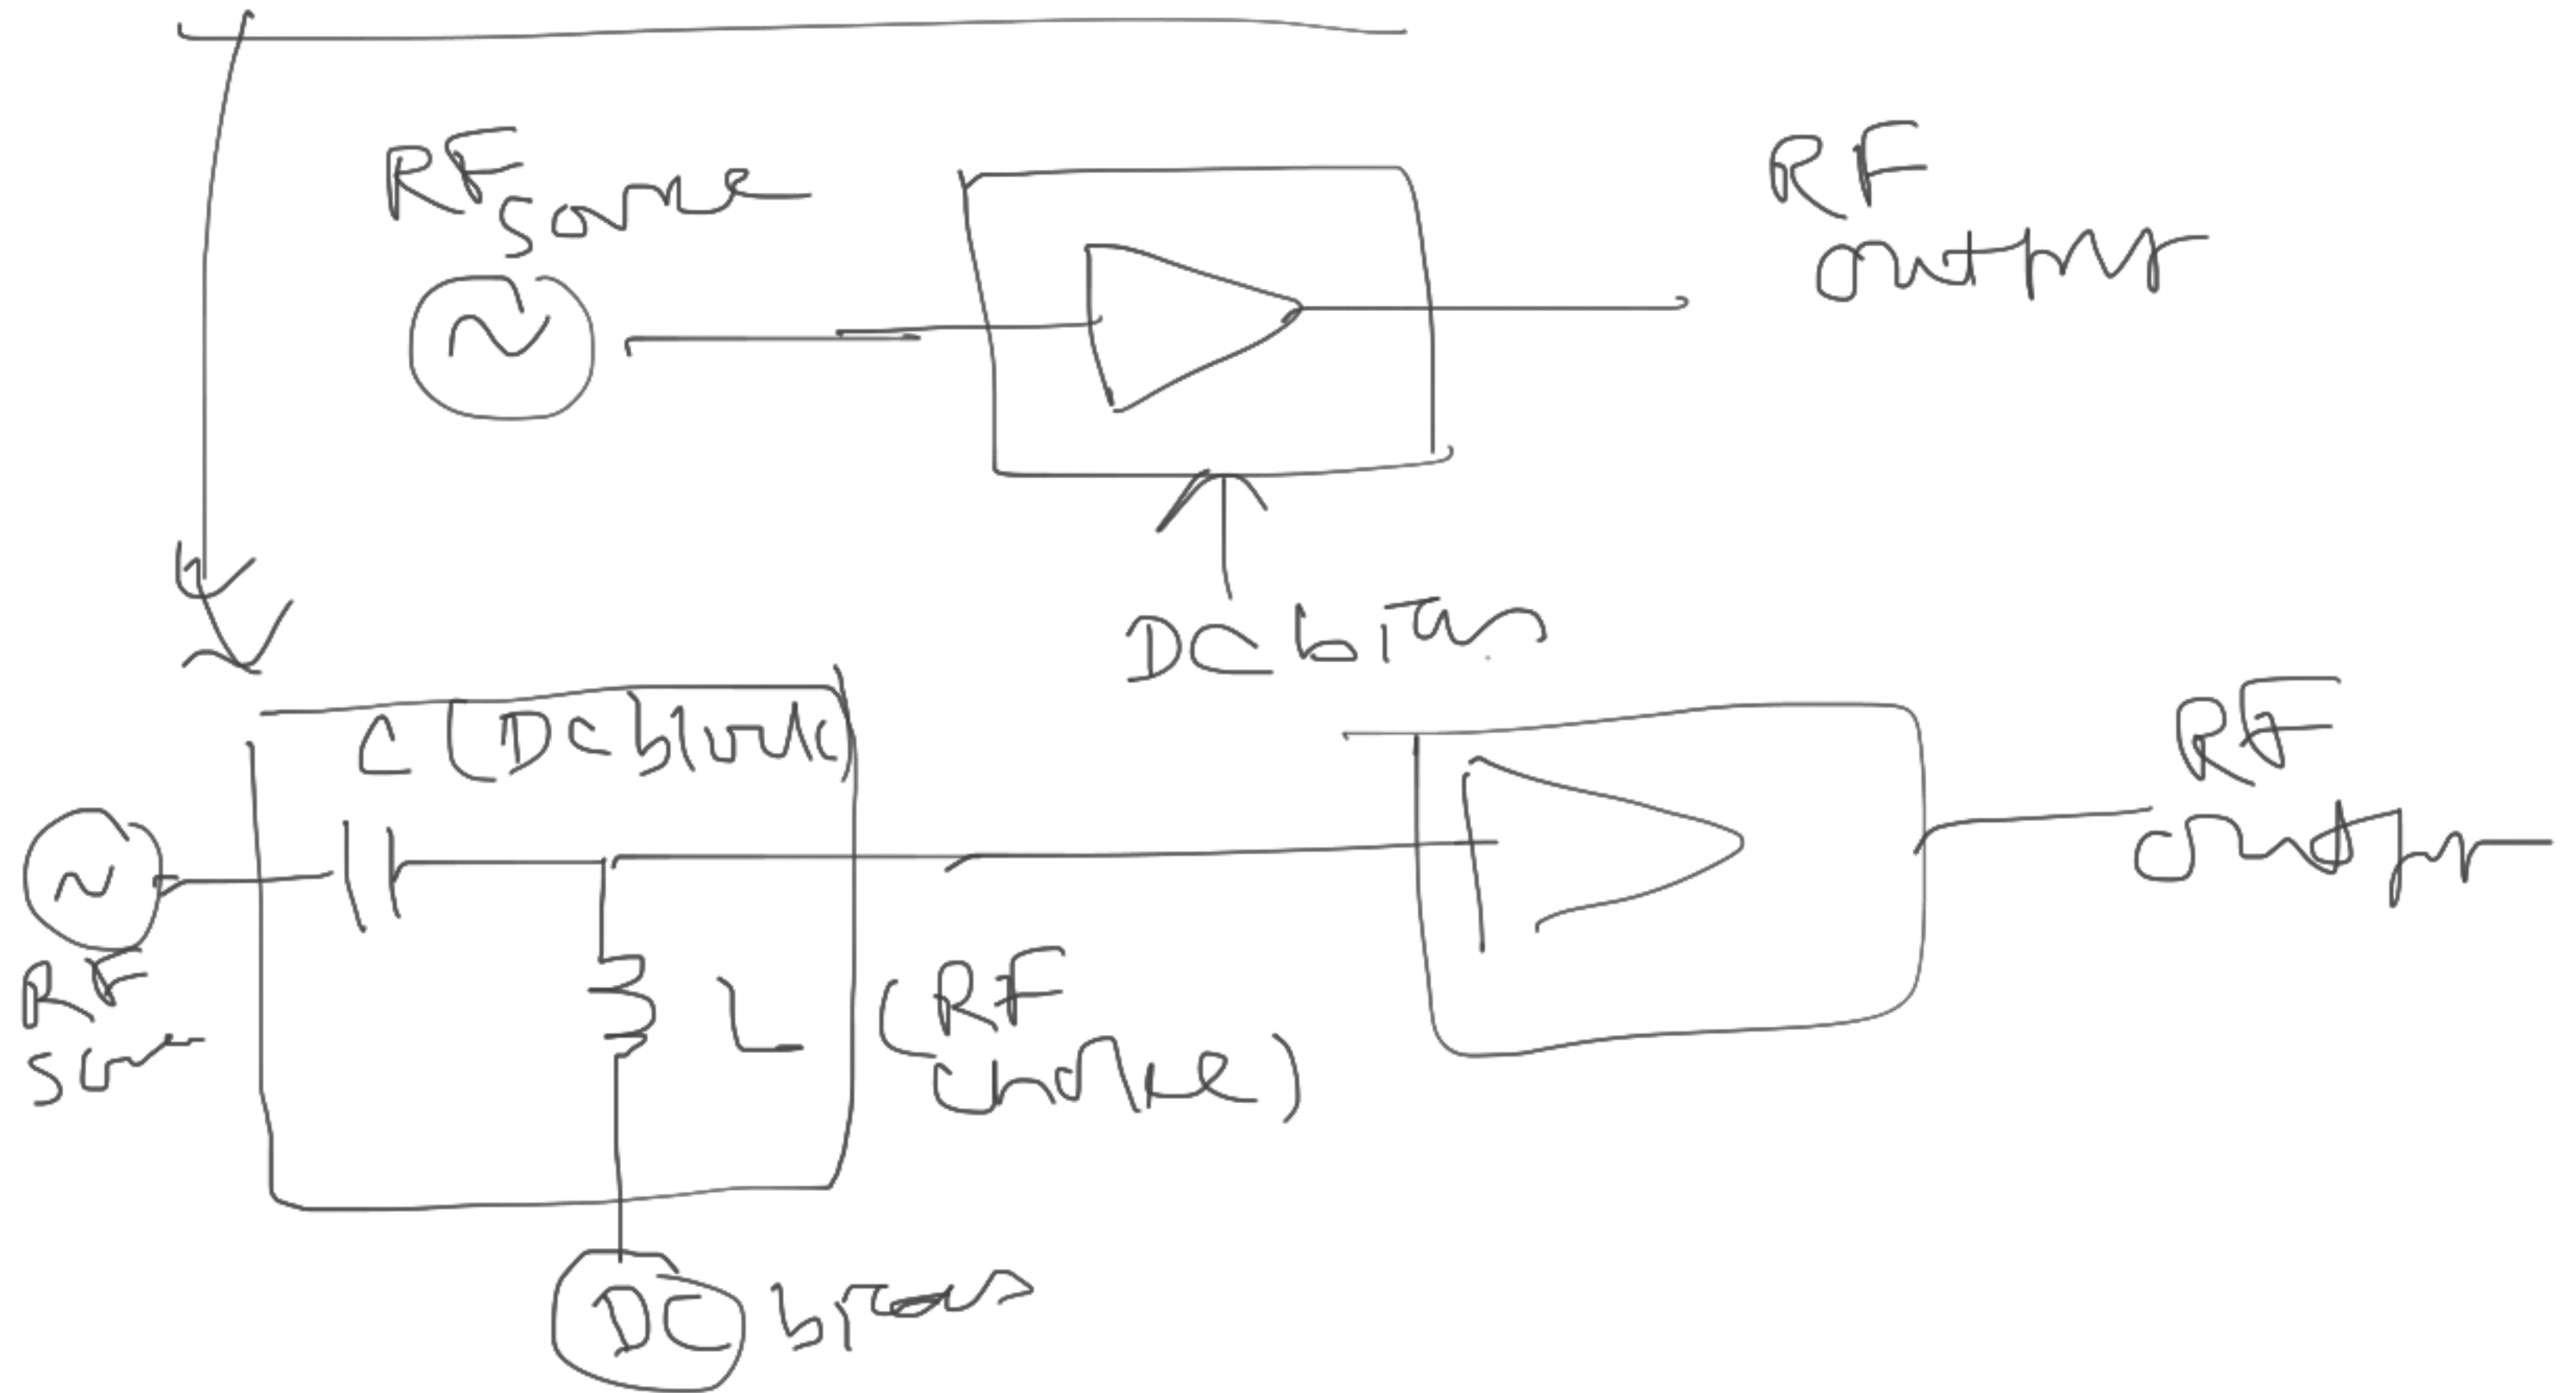 RF
source
RF
output
DC bias
C (DC block)
RF
output
RF
source
L (RF
choke)
DC bias